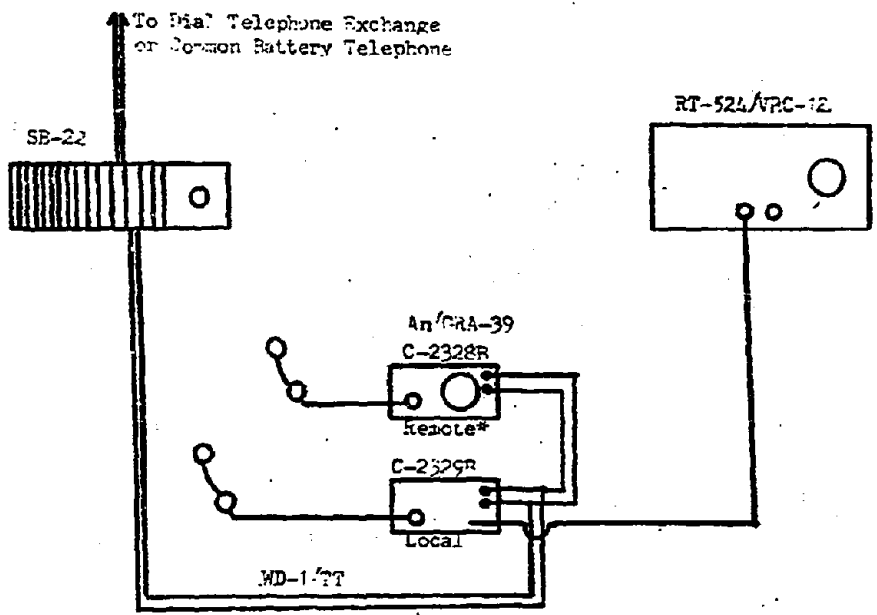 To Dial Telephone Exchange
or Common Battery Telephone
SB-22
RT-524/VRC-12
An/GRA-39
C-2328B
Remote*
C-2329B
Local
WD-1/TT